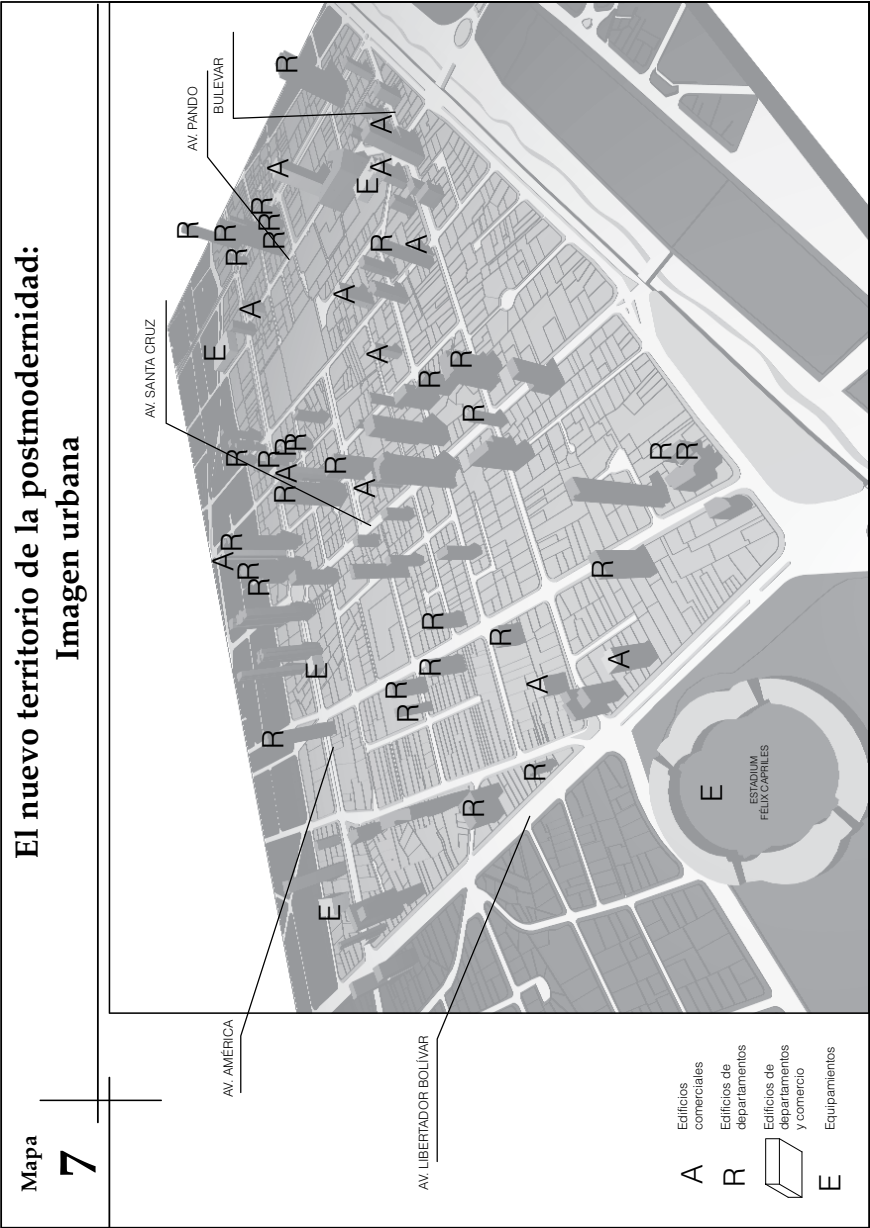 Mapa
7
El nuevo territorio de la postmodernidad:
Imagen urbana
AV. AMÉRICA
AV. SANTA CRUZ
AV. PANDO
BULEVAR
AV. LIBERTADOR BOLÍVAR
R
E
A
R
R
R
R
R
A
R
R
R
R
R
R
A
R
R
R
A
R
E
E
R
A
A
E
A
A
A
R
R
R
A
R
R
R
R
R
R
R
R
A
R
A
R
R
E
ESTADIUM
FÉLIX CAPRILES
A Edificios
comerciales
R Edificios de
departamentos
Edificios de
departamentos
y comercio
E Equipamientos